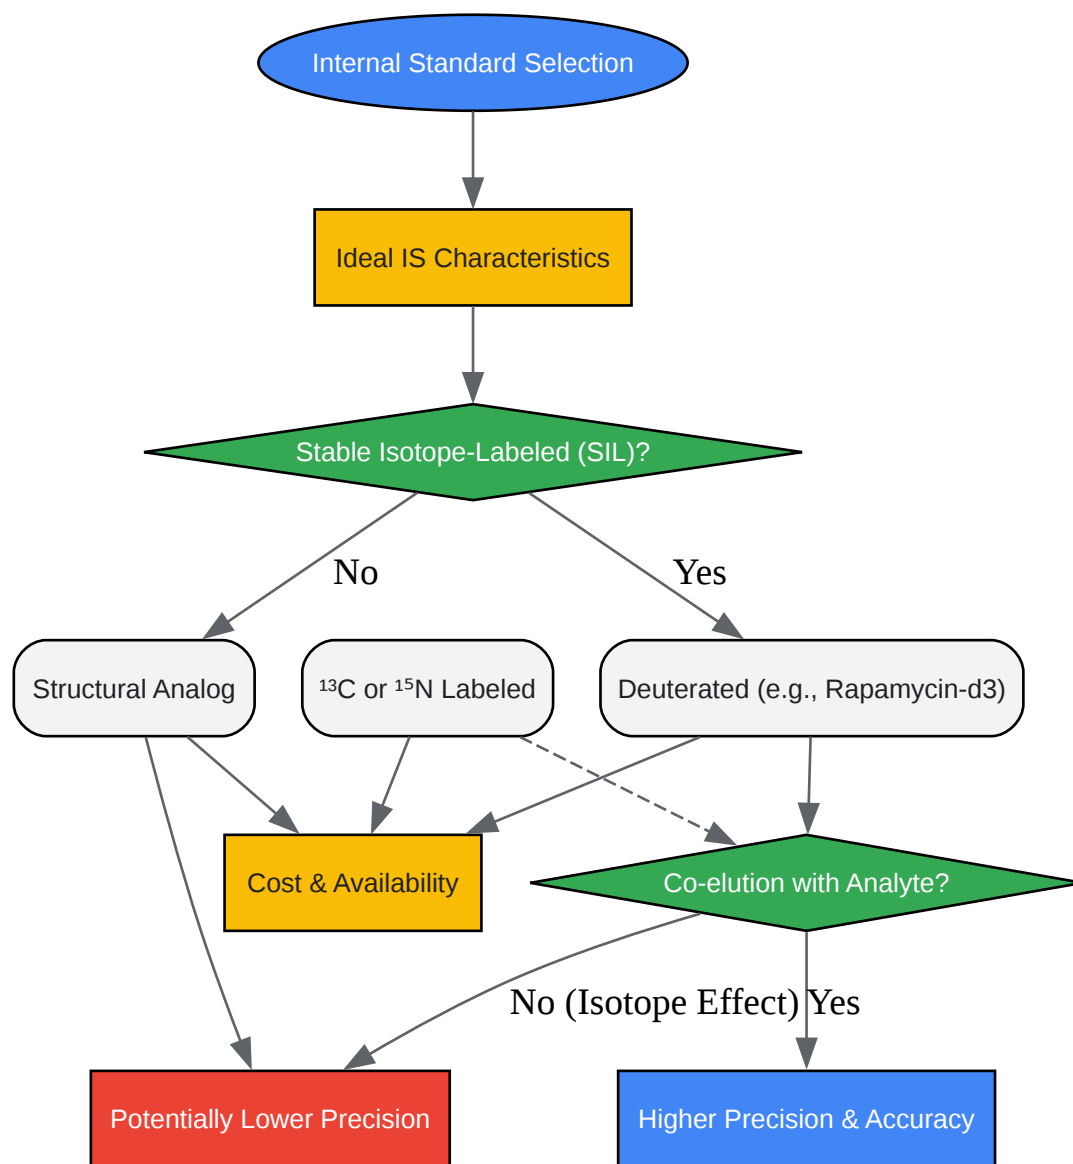 Internal Standard Selection
Ideal IS Characteristics
Stable Isotope-Labeled (SIL)?
No
Yes
Structural Analog
¹³C or ¹⁵N Labeled
Deuterated (e.g., Rapamycin-d3)
Cost & Availability
Co-elution with Analyte?
No (Isotope Effect)
Yes
Potentially Lower Precision
Higher Precision & Accuracy